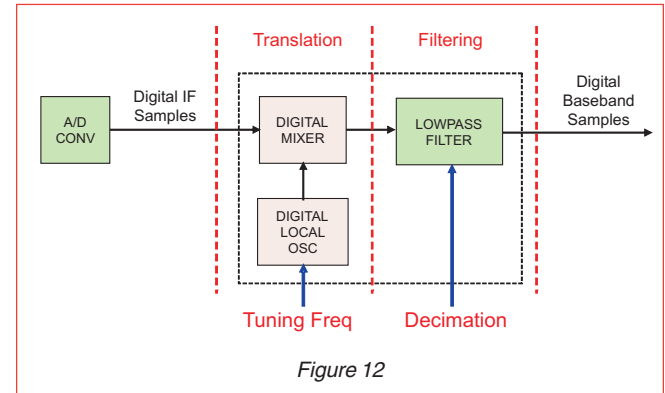 Translation
Filtering
A/D
CONV
Digital IF
Samples
DIGITAL
MIXER
LOWPASS
FILTER
Digital
Baseband
Samples
DIGITAL
LOCAL
OSC
Tuning Freq
Decimation
Figure 12